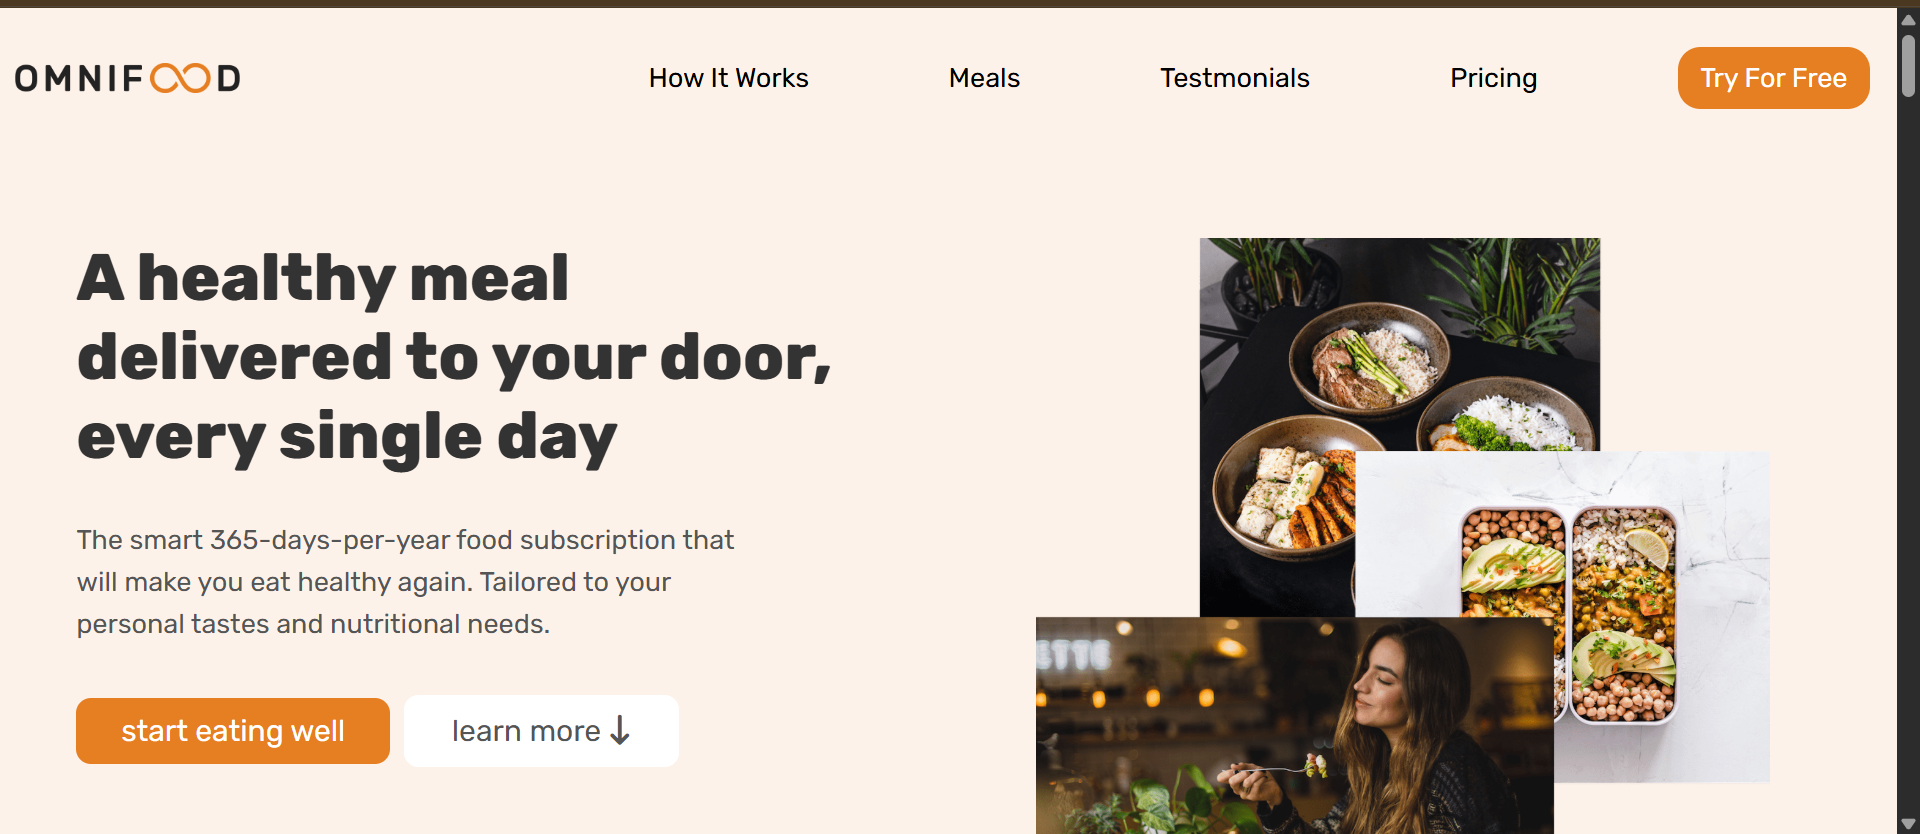 OMNIFOOD
How It Works
Meals
Testmonials
Pricing
Try For Free
A healthy meal
delivered to your door,
every single day
The smart 365-days-per-year food subscription that
will make you eat healthy again. Tailored to your
personal tastes and nutritional needs.
start eating well
learn more ↓
ETTE